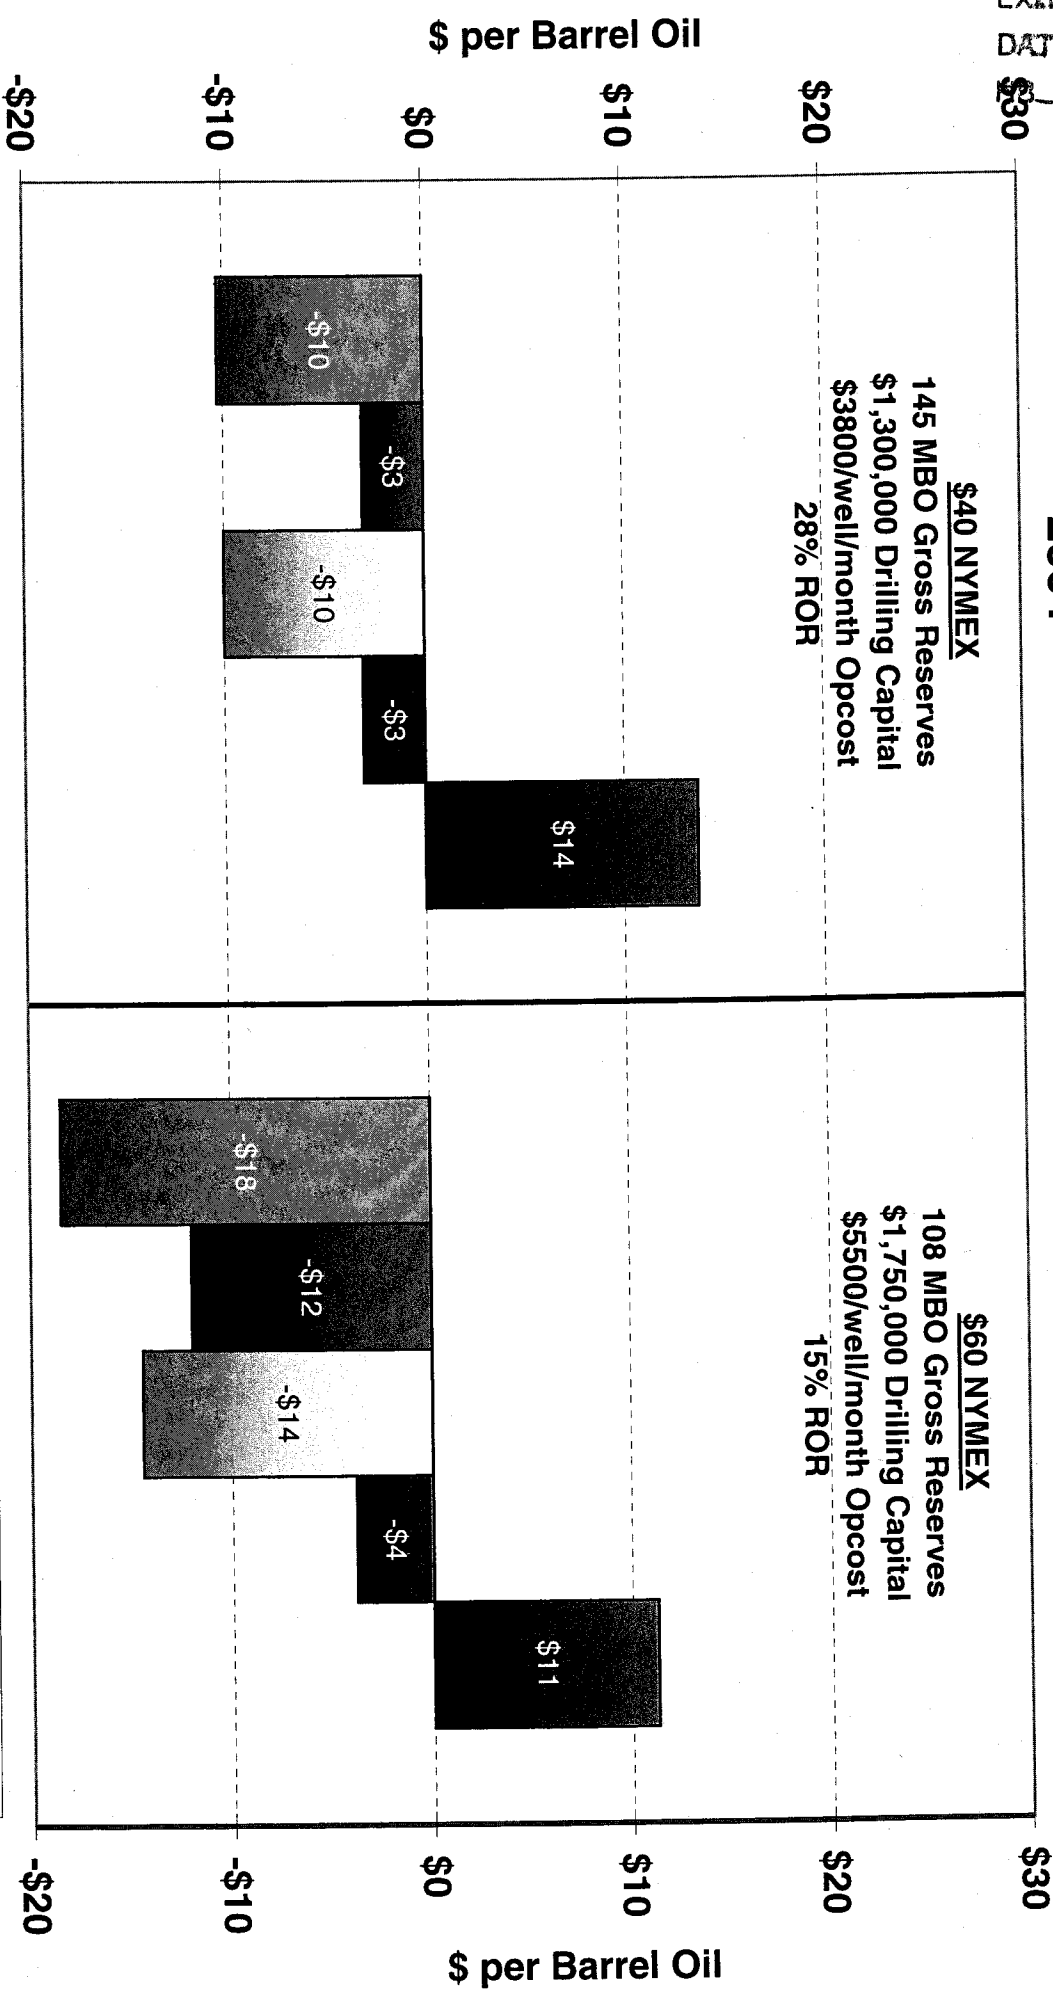 $ per Barrel Oil
$30
$20
$10
$0
-$10
-$20
$40 NYMEX
145 MBO Gross Reserves
$1,300,000 Drilling Capital
$3800/well/month Opcost
28% ROR
-$10
-$3
-$10
-$3
$14
$60 NYMEX
108 MBO Gross Reserves
$1,750,000 Drilling Capital
$5500/well/month Opcost
15% ROR
-$18
-$12
-$14
-$4
$11
$30
$20
$10
$0
-$10
-$20
$ per Barrel Oil